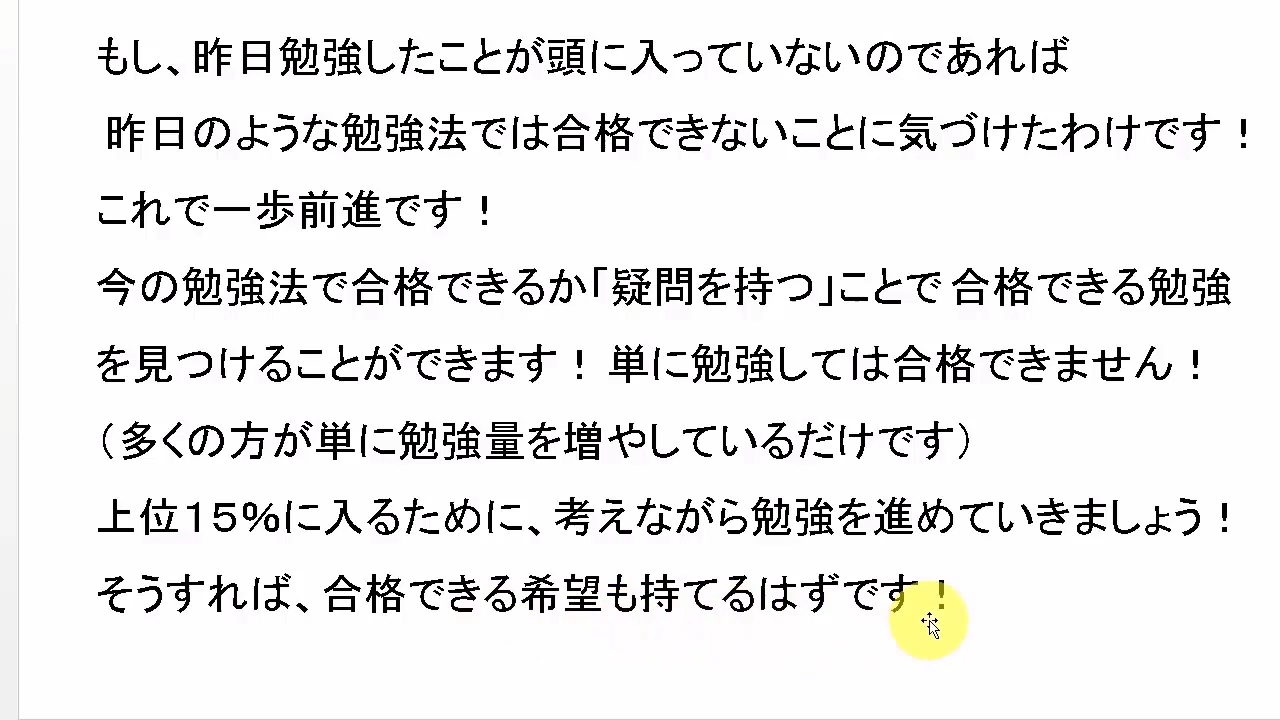 もし、昨日勉強したことが頭に入っていないのであれば
昨日のような勉強法では合格できないことに気づけたわけです！
これで一歩前進です！
今の勉強法で合格できるか「疑問を持つ」ことで 合格できる勉強
を見つけることができます！ 単に勉強しては合格できません！
（多くの方が単に勉強量を増やしているだけです）
上位１５％に入るために、考えながら勉強を進めていきましょう！
そうすれば、合格できる希望も持てるはずです！